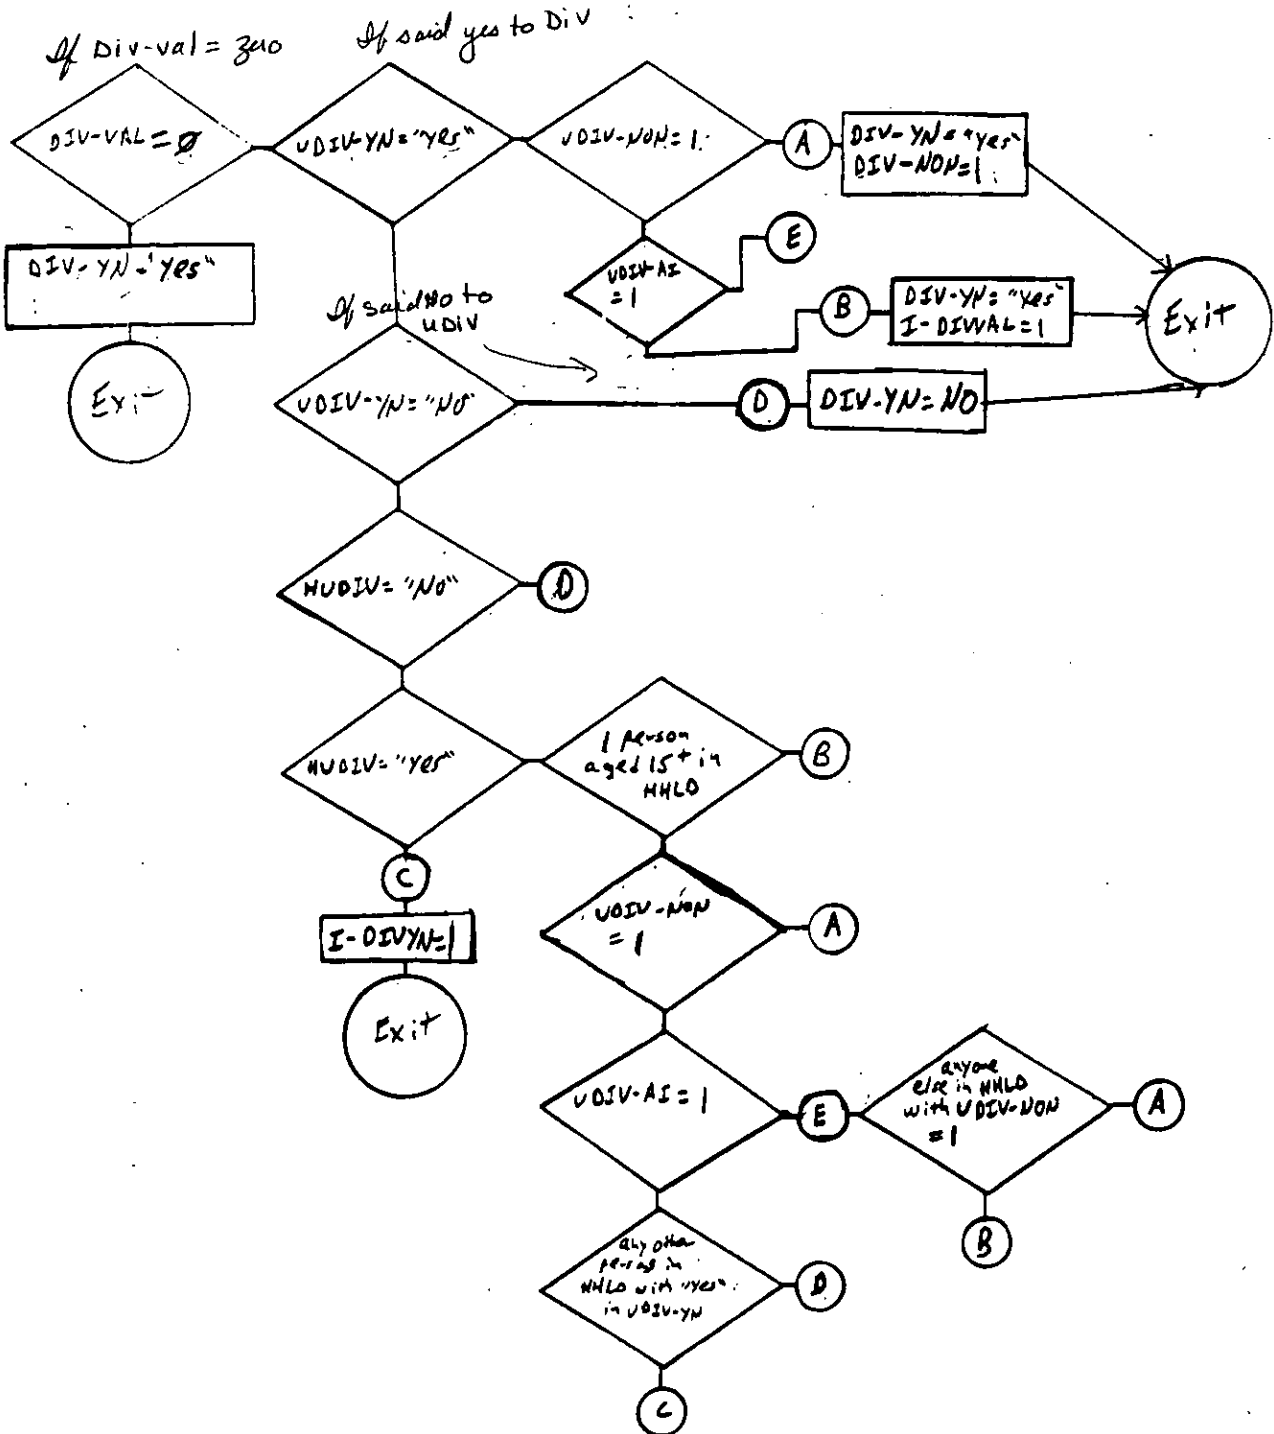 If Div-val = zero
If said yes to Div
DIV-VAL = Ø
UDIV-YN = "Yes"
UDIV-NON = 1
A
DIV-YN = "Yes"
DIV-NON = 1
DIV-YN = "Yes"
Exit
UDIV-AI
= 1
E
B
DIV-YN = "Yes"
I-DIVVAL = 1
Exit
If said no to
UDIV
UDIV-YN = "No"
D
DIV-YN = NO
HUDIV = "No"
D
HUDIV = "Yes"
1 person
aged 15+ in
HHLD
B
C
I-DIVYN = 1
Exit
UDIV-NON
= 1
A
UDIV-AI = 1
E
anyone
else in HHLD
with UDIV-NON
= 1
A
B
any other
person in
HHLD with "Yes"
in UDIV-YN
D
C